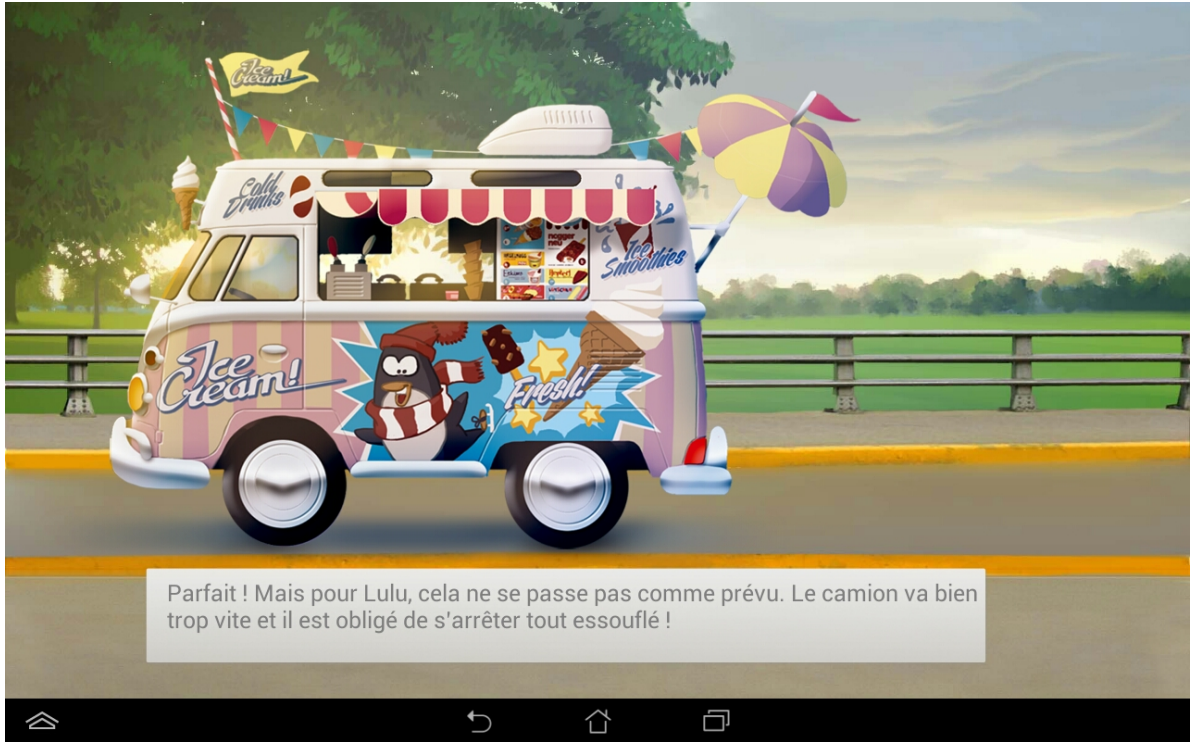 Ice
Cream!
Cold
Drinks
nogger
Ice
Smoothies
Ice
Cream!
Fresh!
Parfait ! Mais pour Lulu, cela ne se passe pas comme prévu. Le camion va bien
trop vite et il est obligé de s'arrêter tout essouflé !